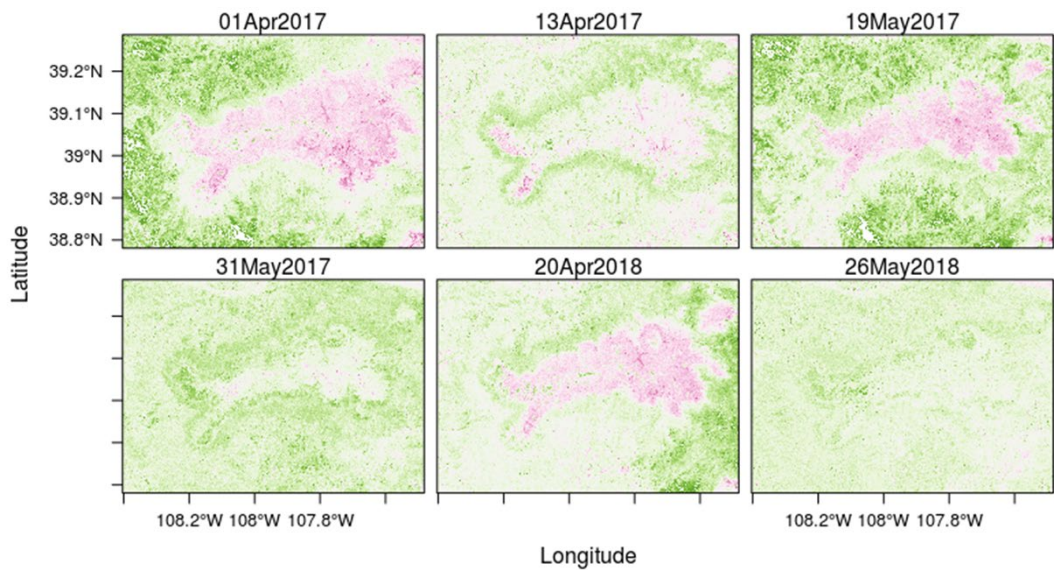 01Apr2017 13Apr2017 19May2017
39.2°N
39.1°N
39°N
38.9°N
38.8°N
Latitude
31May2017 20Apr2018 26May2018
108.2°W 108°W 107.8°W 108.2°W 108°W 107.8°W
Longitude